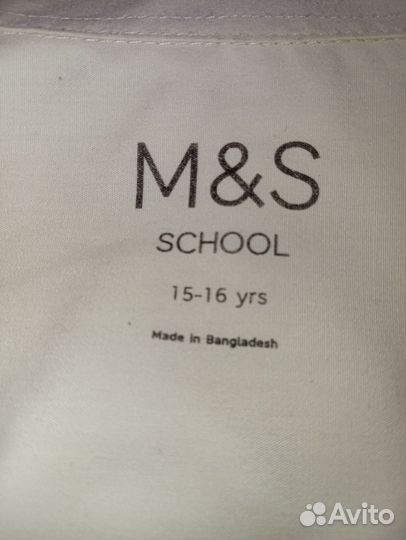 M&S
SCHOOL
15-16 yrs
Made in Bangladesh
Avito